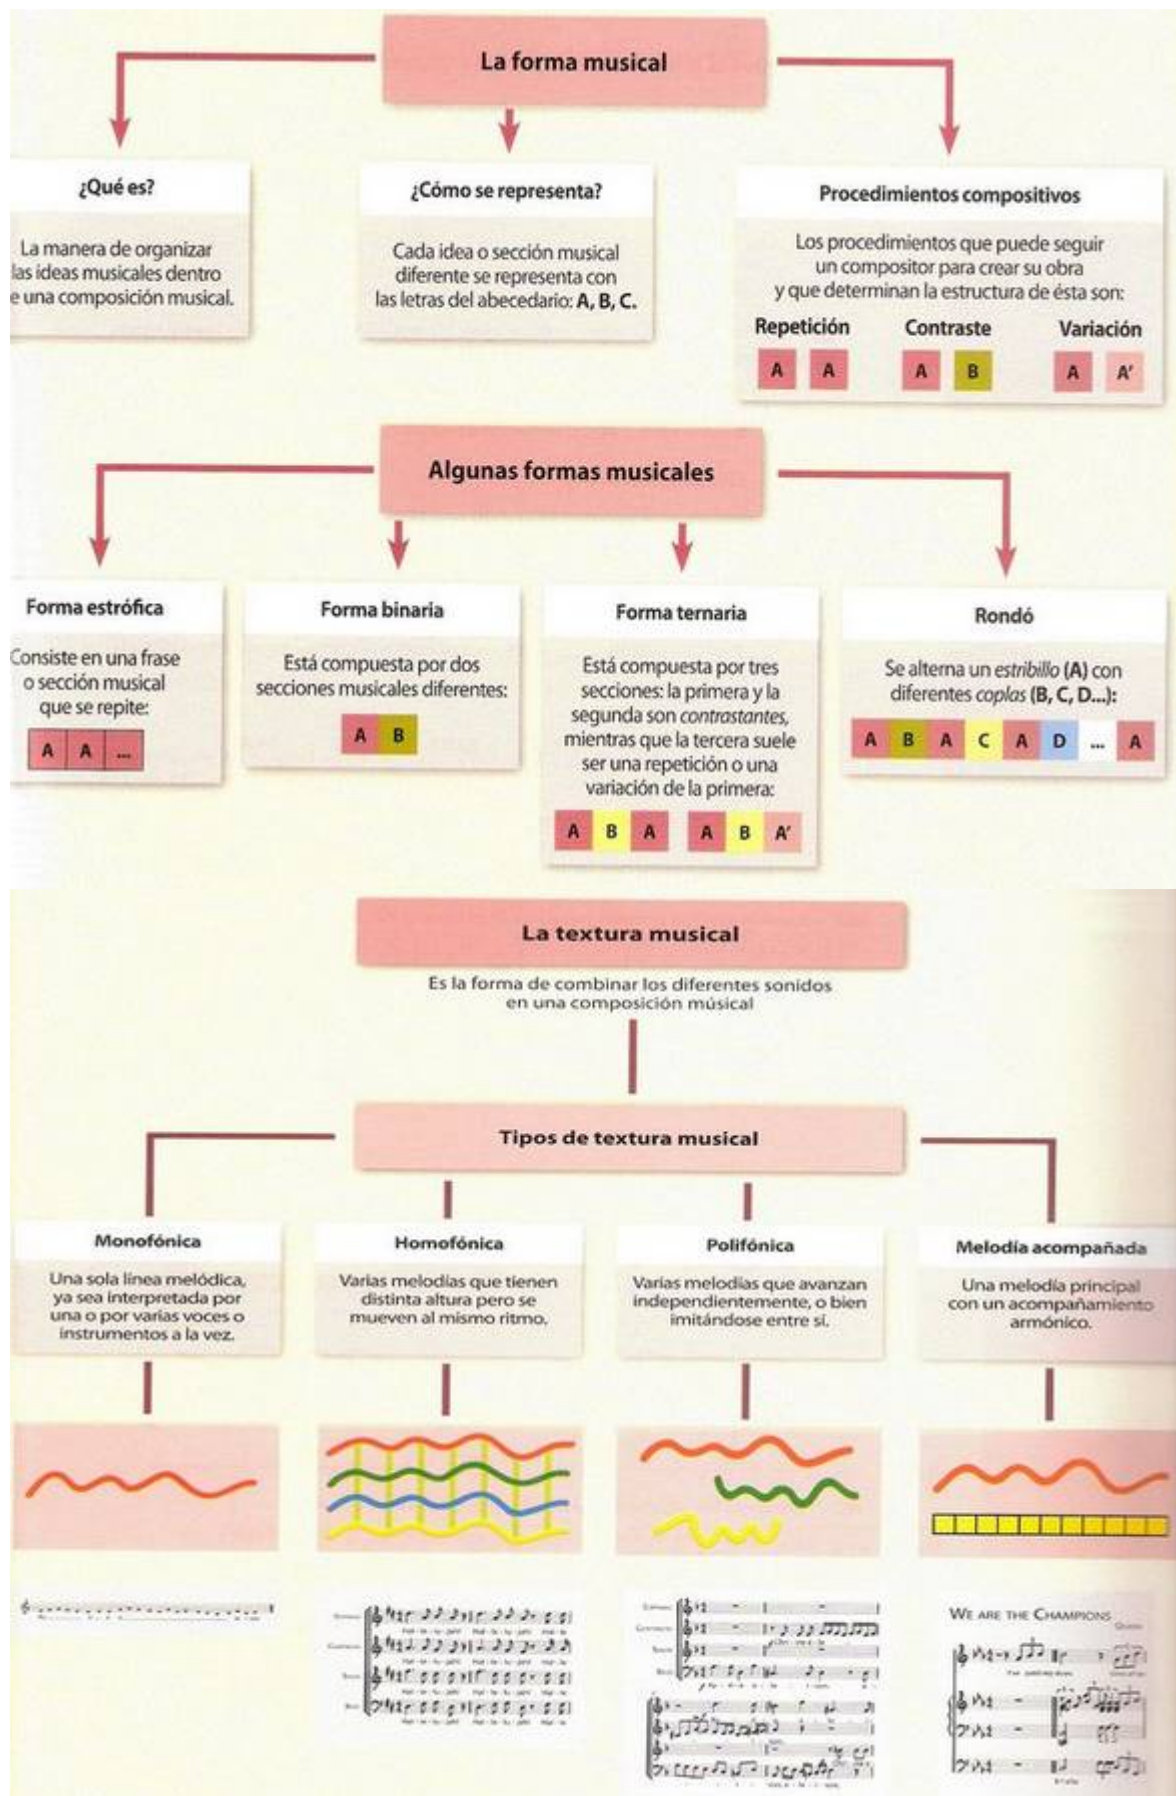 La forma musical
¿Qué es?
La manera de organizar
las ideas musicales dentro
e una composición musical.
¿Cómo se representa?
Cada idea o sección musical
diferente se representa con
las letras del abecedario: A, B, C.
Procedimientos compositivos
Los procedimientos que puede seguir
un compositor para crear su obra
y que determinan la estructura de ésta son:
Repetición Contraste Variación
A A A B A A'
Algunas formas musicales
Forma estrófica
Consiste en una frase
o sección musical
que se repite:
A A ...
Forma binaria
Está compuesta por dos
secciones musicales diferentes:
A B
Forma ternaria
Está compuesta por tres
secciones: la primera y la
segunda son contrastantes,
mientras que la tercera suele
ser una repetición o una
variación de la primera:
A B A A B A'
Rondó
Se alterna un estribillo (A) con
diferentes coplas (B, C, D...):
A B A C A D ... A
La textura musical
Es la forma de combinar los diferentes sonidos
en una composición músical
Tipos de textura musical
Monofónica
Una sola línea melódica,
ya sea interpretada por
una o por varias voces o
instrumentos a la vez.
Homofónica
Varias melodías que tienen
distinta altura pero se
mueven al mismo ritmo.
Polifónica
Varias melodías que avanzan
independientemente, o bien
imitándose entre sí.
Melodía acompañada
Una melodía principal
con un acompañamiento
armónico.
WE ARE THE CHAMPIONS